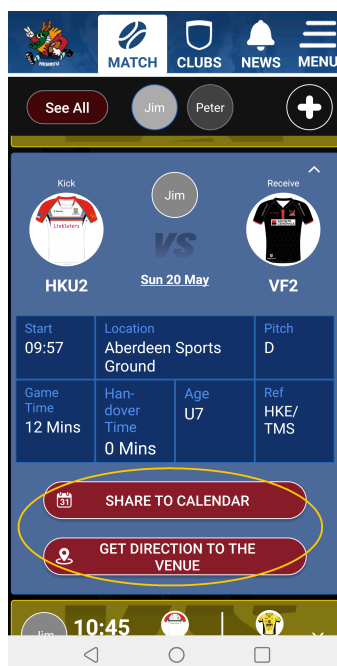 MATCH
CLUBS
NEWS
MENU
See All
Jim
Peter
Kick
Receive
Jim
Linklaters
VS
HKU2
Sun 20 May
VF2
Start
Location
Pitch
09:57
Aberdeen Sports
Ground
D
Game
Time
Han-
dover
Time
Age
Ref
12 Mins
0 Mins
U7
HKE/
TMS
31
SHARE TO CALENDAR
GET DIRECTION TO THE
VENUE
Jim
10:45